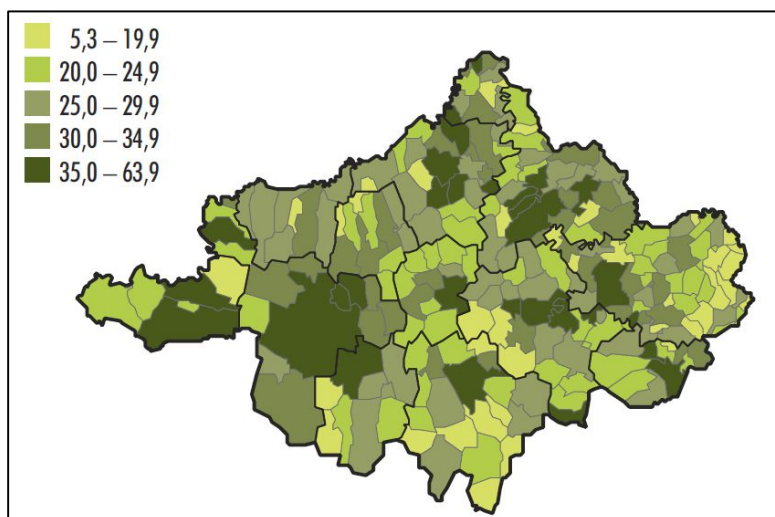 5,3 – 19,9
20,0 – 24,9
25,0 – 29,9
30,0 – 34,9
35,0 – 63,9